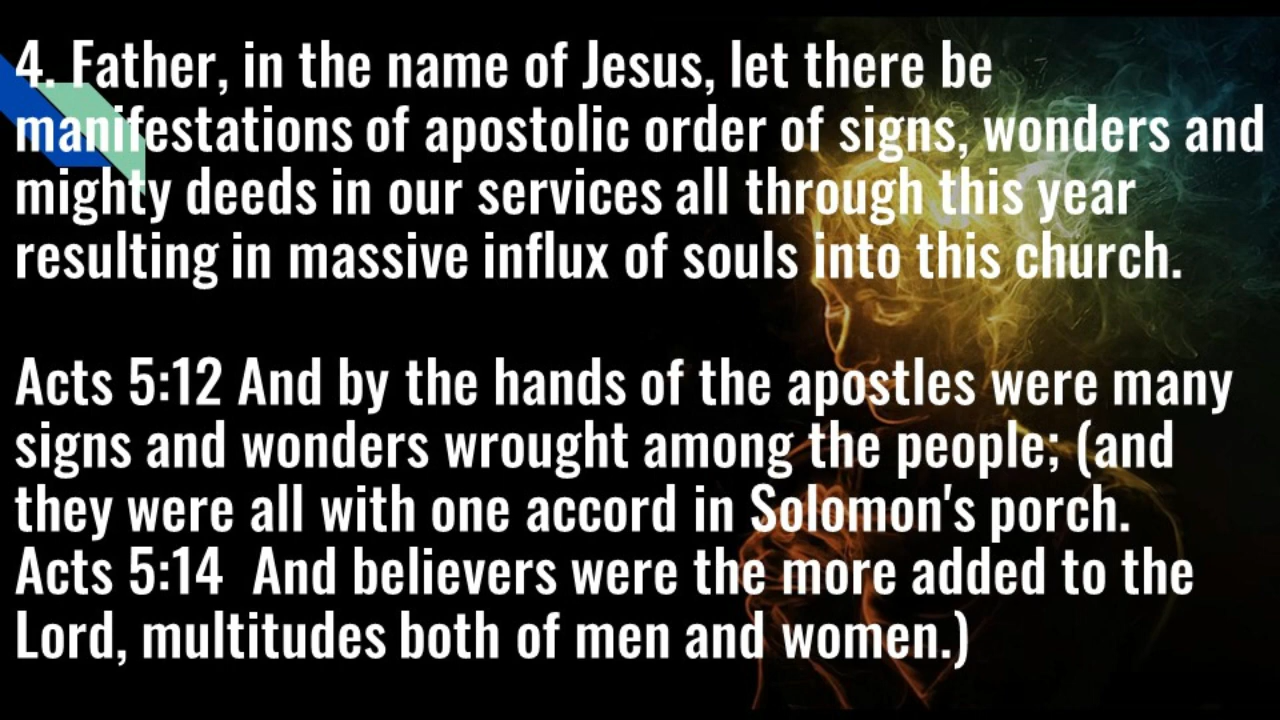 4. Father, in the name of Jesus, let there be
manifestations of apostolic order of signs, wonders and
mighty deeds in our services all through this year
resulting in massive influx of souls into this church.
Acts 5:12 And by the hands of the apostles were many
signs and wonders wrought among the people; (and
they were all with one accord in Solomon's porch.
Acts 5:14  And believers were the more added to the
Lord, multitudes both of men and women.)